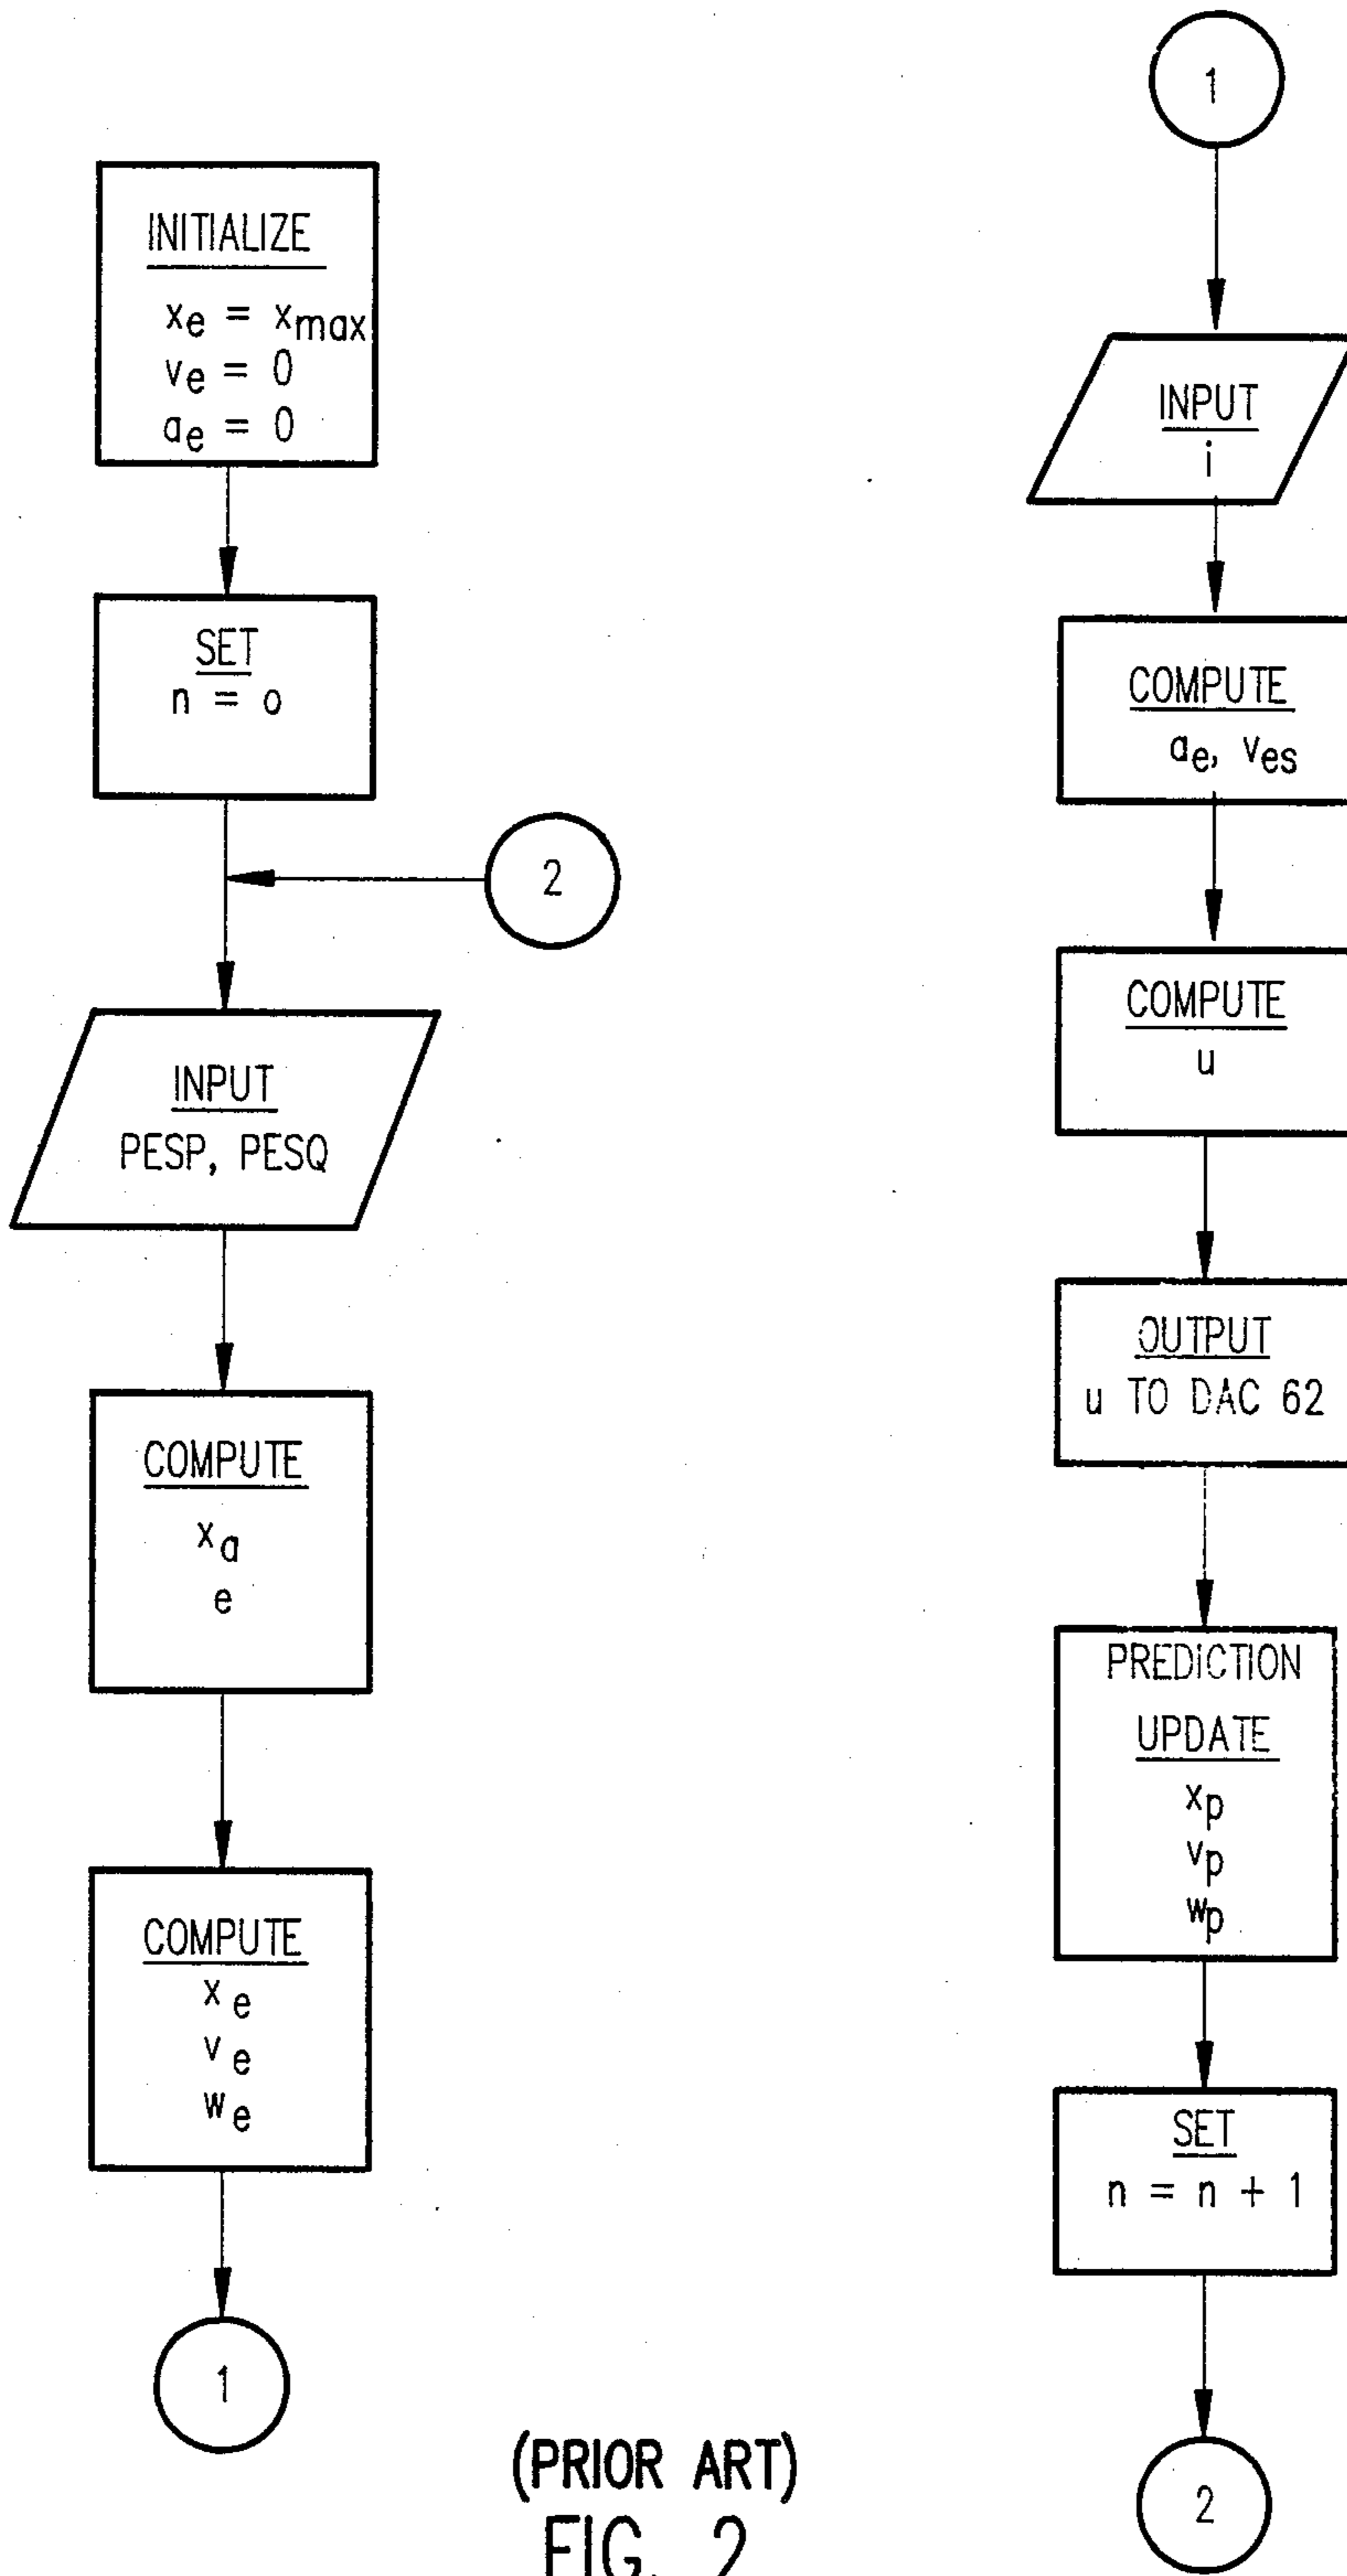 INITIALIZE
xe = xmax
ve = 0
ae = 0
SET
n = o
2
INPUT
PESP, PESQ
COMPUTE
xa
e
COMPUTE
xe
ve
we
1
1
INPUT
i
COMPUTE
ae, ves
COMPUTE
u
OUTPUT
u TO DAC 62
PREDICTION
UPDATE
xp
vp
wp
SET
n = n + 1
2
(PRIOR ART)
FIG. 2